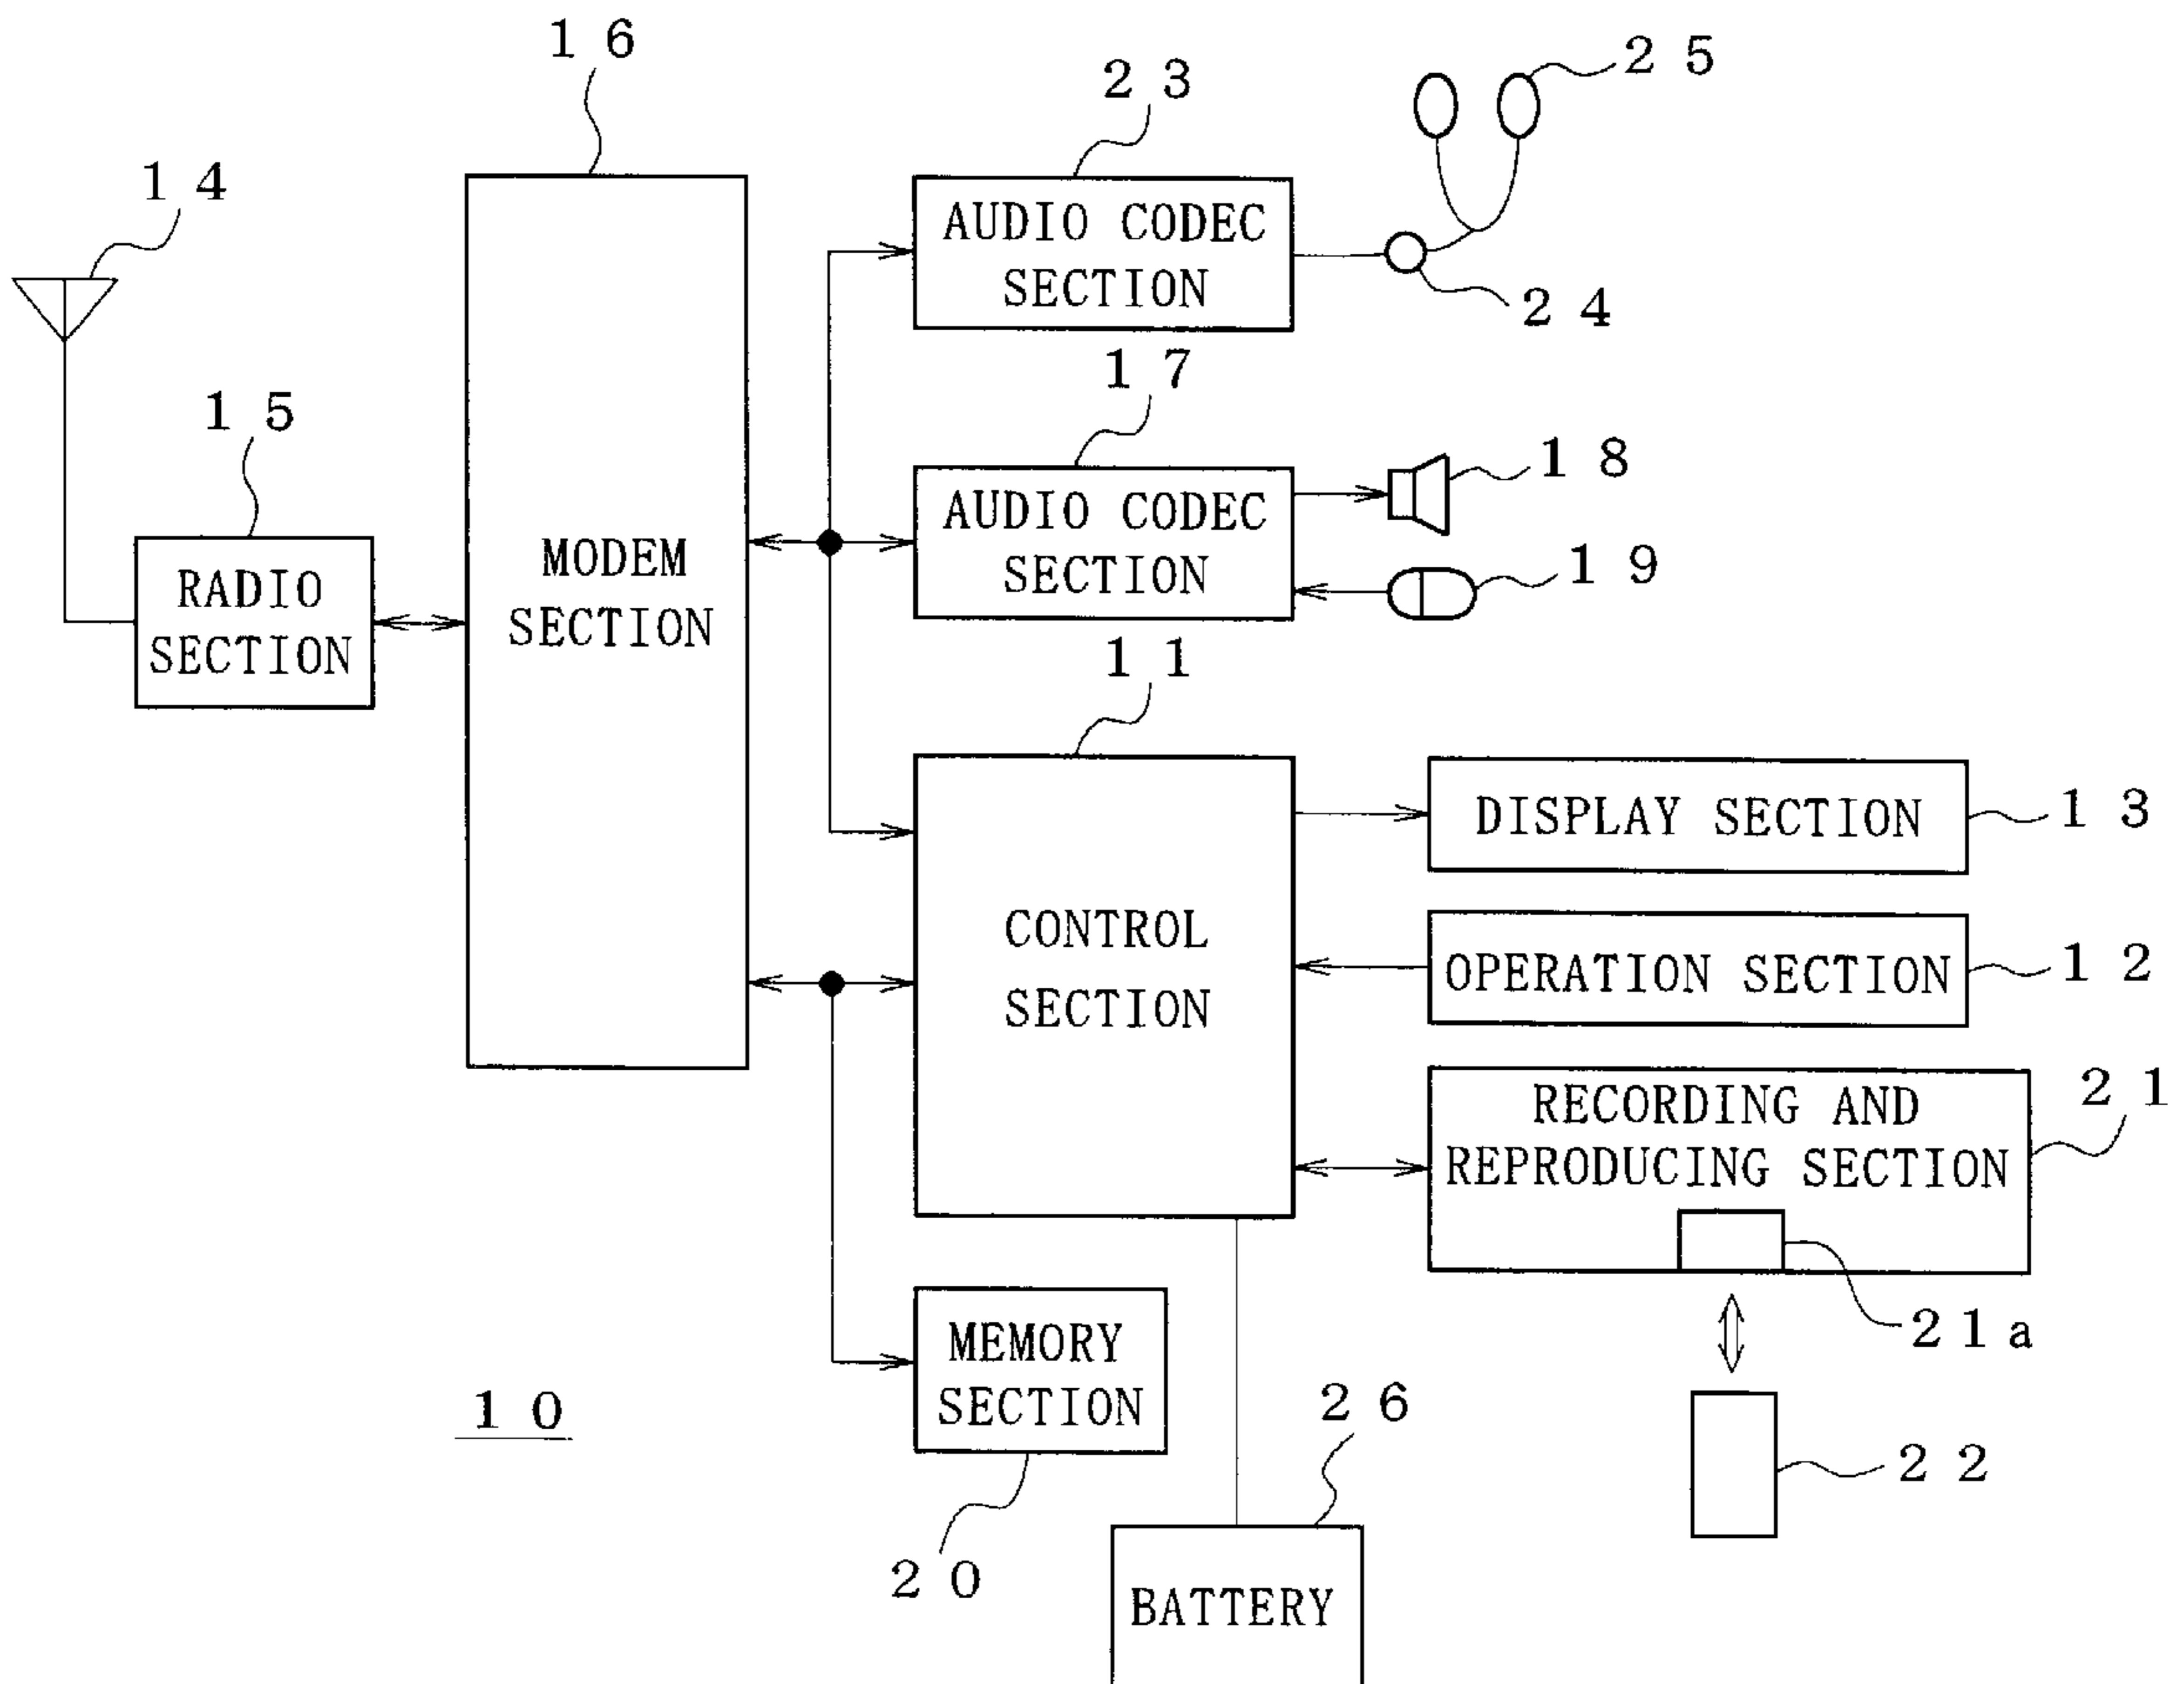 16
23
25
14
AUDIO CODEC
SECTION
24
17
15
18
AUDIO CODEC
SECTION
MODEM
SECTION
19
RADIO
SECTION
11
DISPLAY SECTION
13
CONTROL
SECTION
OPERATION SECTION
12
RECORDING AND
REPRODUCING SECTION
21
21a
MEMORY
SECTION
10
26
22
20
BATTERY